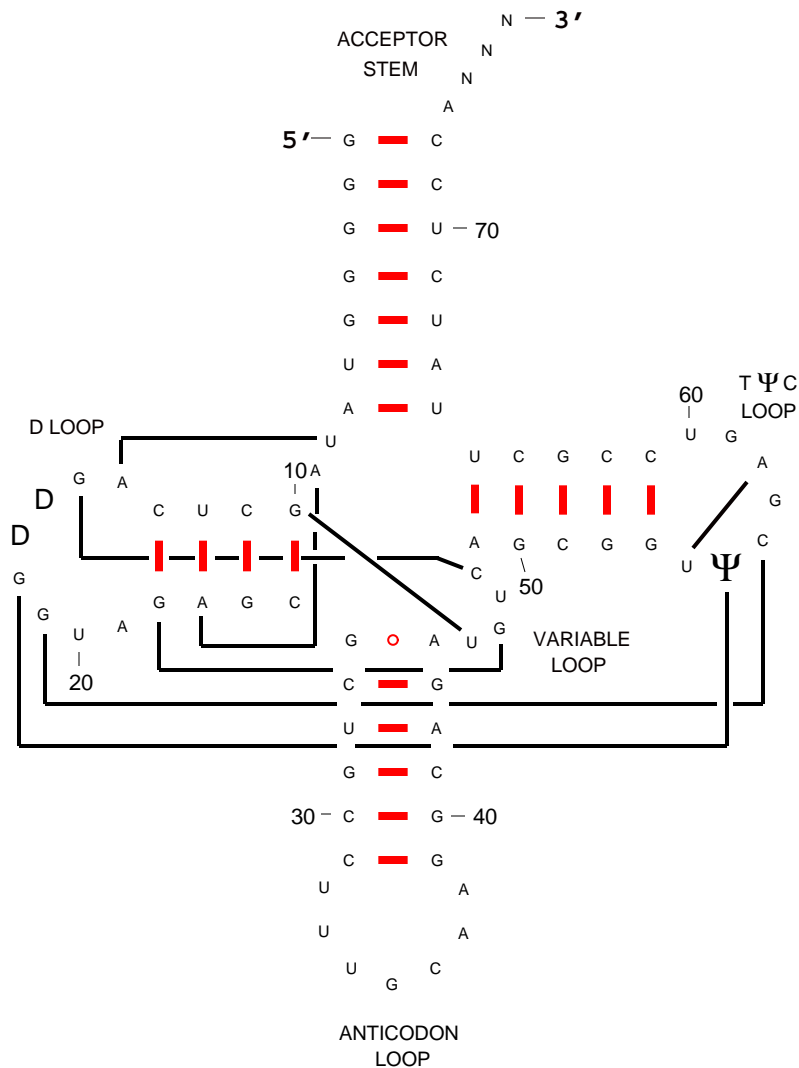 N 3′
ACCEPTOR
N
STEM
N
A
5′ G C
G C
G U 70
G C
G U
U A
T Ψ C
60
A U LOOP
D LOOP U U G
U C G C C A
10 A
G A
D G
C U C G
D
A G C G G U C
Ψ
G C 50
G A G C U
G U A G
G A U VARIABLE
LOOP
20 C G
U A
G C
30 C G 40
C G
U A
U A
U C
G
ANTICODON
LOOP